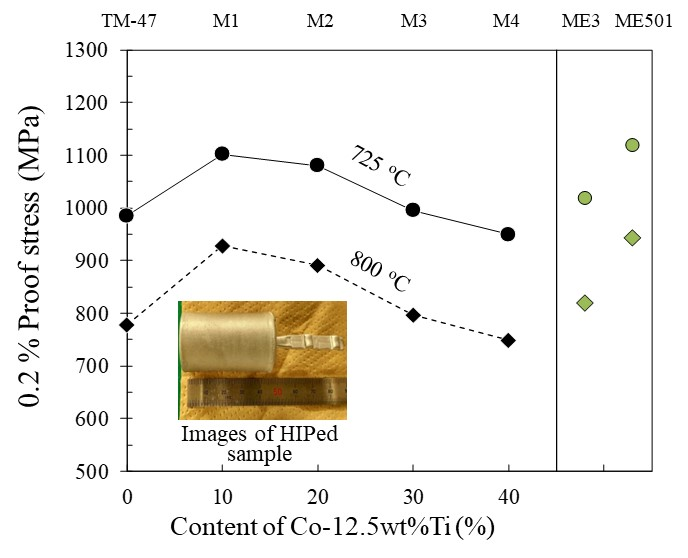 TM-47 M1 M2 M3 M4 ME3 ME501
1300
1200
1100
1000
900
800
700
600
500
0.2 % Proof stress (MPa)
725 ºC
800 ºC
Images of HIPed
sample
0 10 20 30 40
Content of Co-12.5wt%Ti (%)